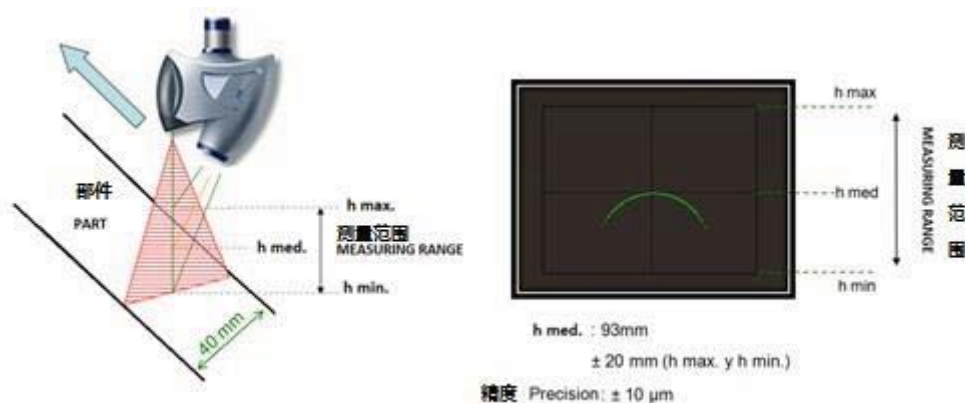 部件
PART
h max.
h med.
测量范围
MEASURING RANGE
h min.
40 mm
h max
h med
h min
MEASURING RANGE
测
量
范
围
h med. : 93mm
± 20 mm (h max. y h min.)
精度 Precision: ± 10 μm